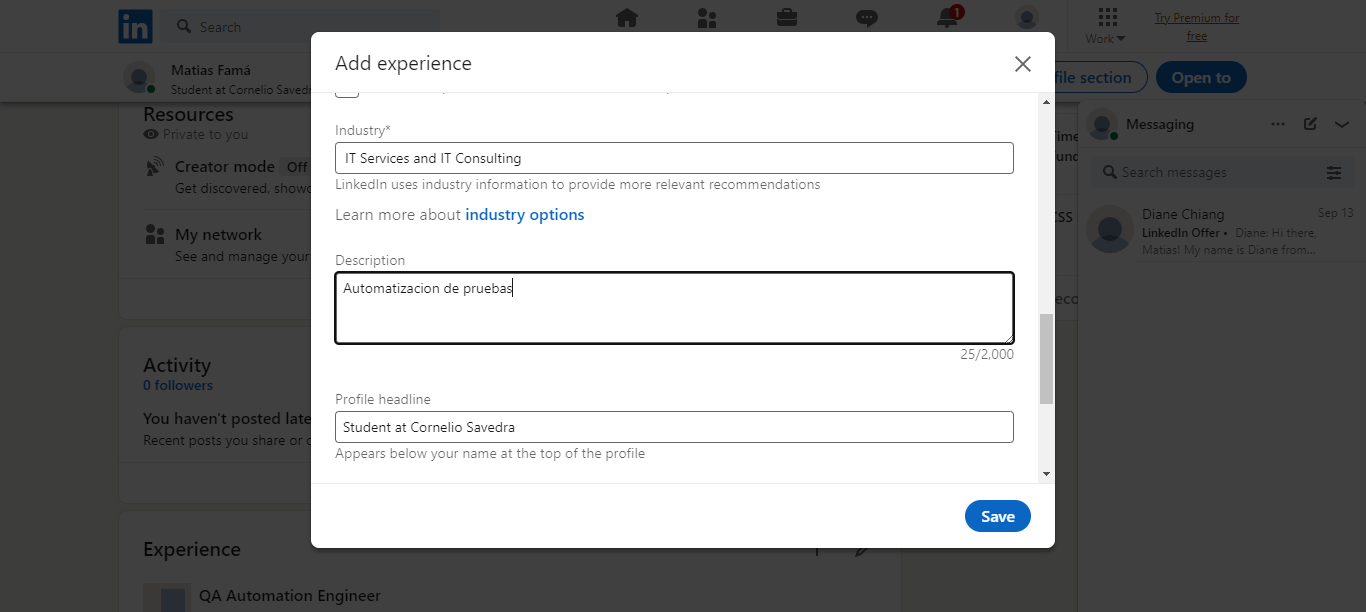 in
Search
1
Work
Try Premium for
free
Matias Famá
Student at Cornelio Saved
file section
Open to
Resources
Private to you
Creator mode Off
Get discovered, show
My network
See and manage your
Activity
0 followers
You haven't posted late
Recent posts you share or c
Experience
QA Automation Engineer
Add experience
Industry*
IT Services and IT Consulting
LinkedIn uses industry information to provide more relevant recommendations
Learn more about industry options
Description
Automatizacion de pruebas
25/2,000
Profile headline
Student at Cornelio Savedra
Appears below your name at the top of the profile
Save
Messaging
Search messages
Diane Chiang
Sep 13
LinkedIn Offer • Diane: Hi there,
Matias! My name is Diane from...